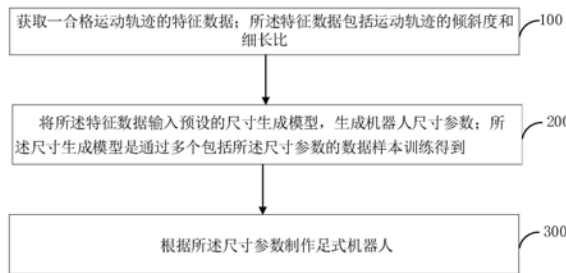 获取一合格运动轨迹的特征数据；所述特征数据包括运动轨迹的倾斜度和
细长比
100
将所述特征数据输入预设的尺寸生成模型，生成机器人尺寸参数；所
述尺寸生成模型是通过多个包括所述尺寸参数的数据样本训练得到
200
根据所述尺寸参数制作足式机器人
300